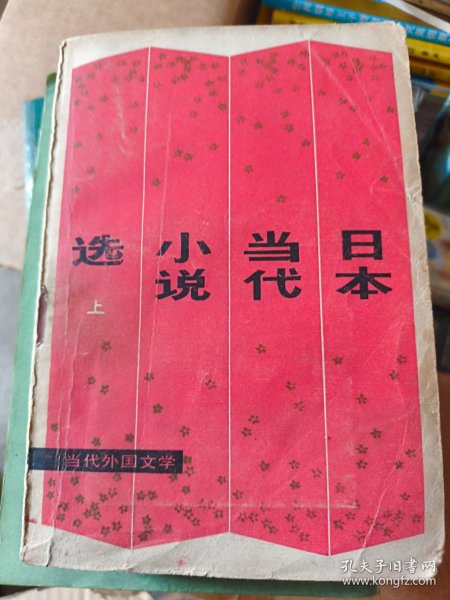 日本
当代
小说
选
上
当代外国文学
孔夫子旧书网
www.kongfz.com